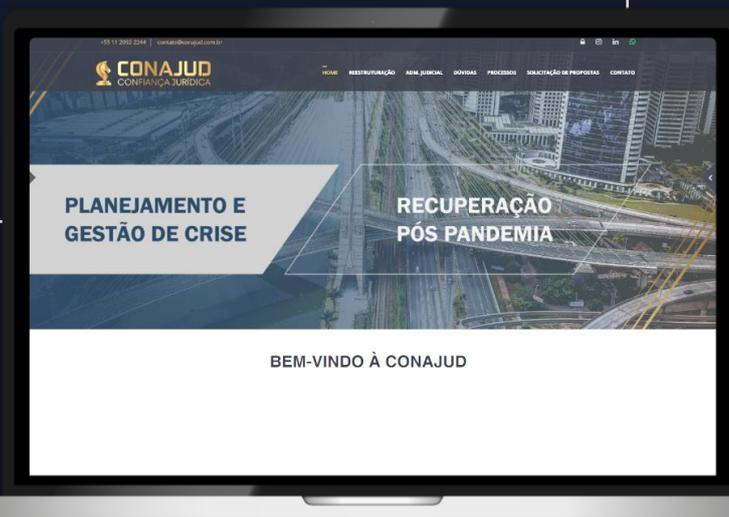 +55 11 2092 2244 | contato@conajud.com.br
CONAJUD
CONFIANÇA JURÍDICA
HOME REESTRUTURAÇÃO ADM. JUDICIAL DÚVIDAS PROCESSOS SOLICITAÇÃO DE PROPOSTAS CONTATO
PLANEJAMENTO E
GESTÃO DE CRISE
RECUPERAÇÃO
PÓS PANDEMIA
BEM-VINDO À CONAJUD